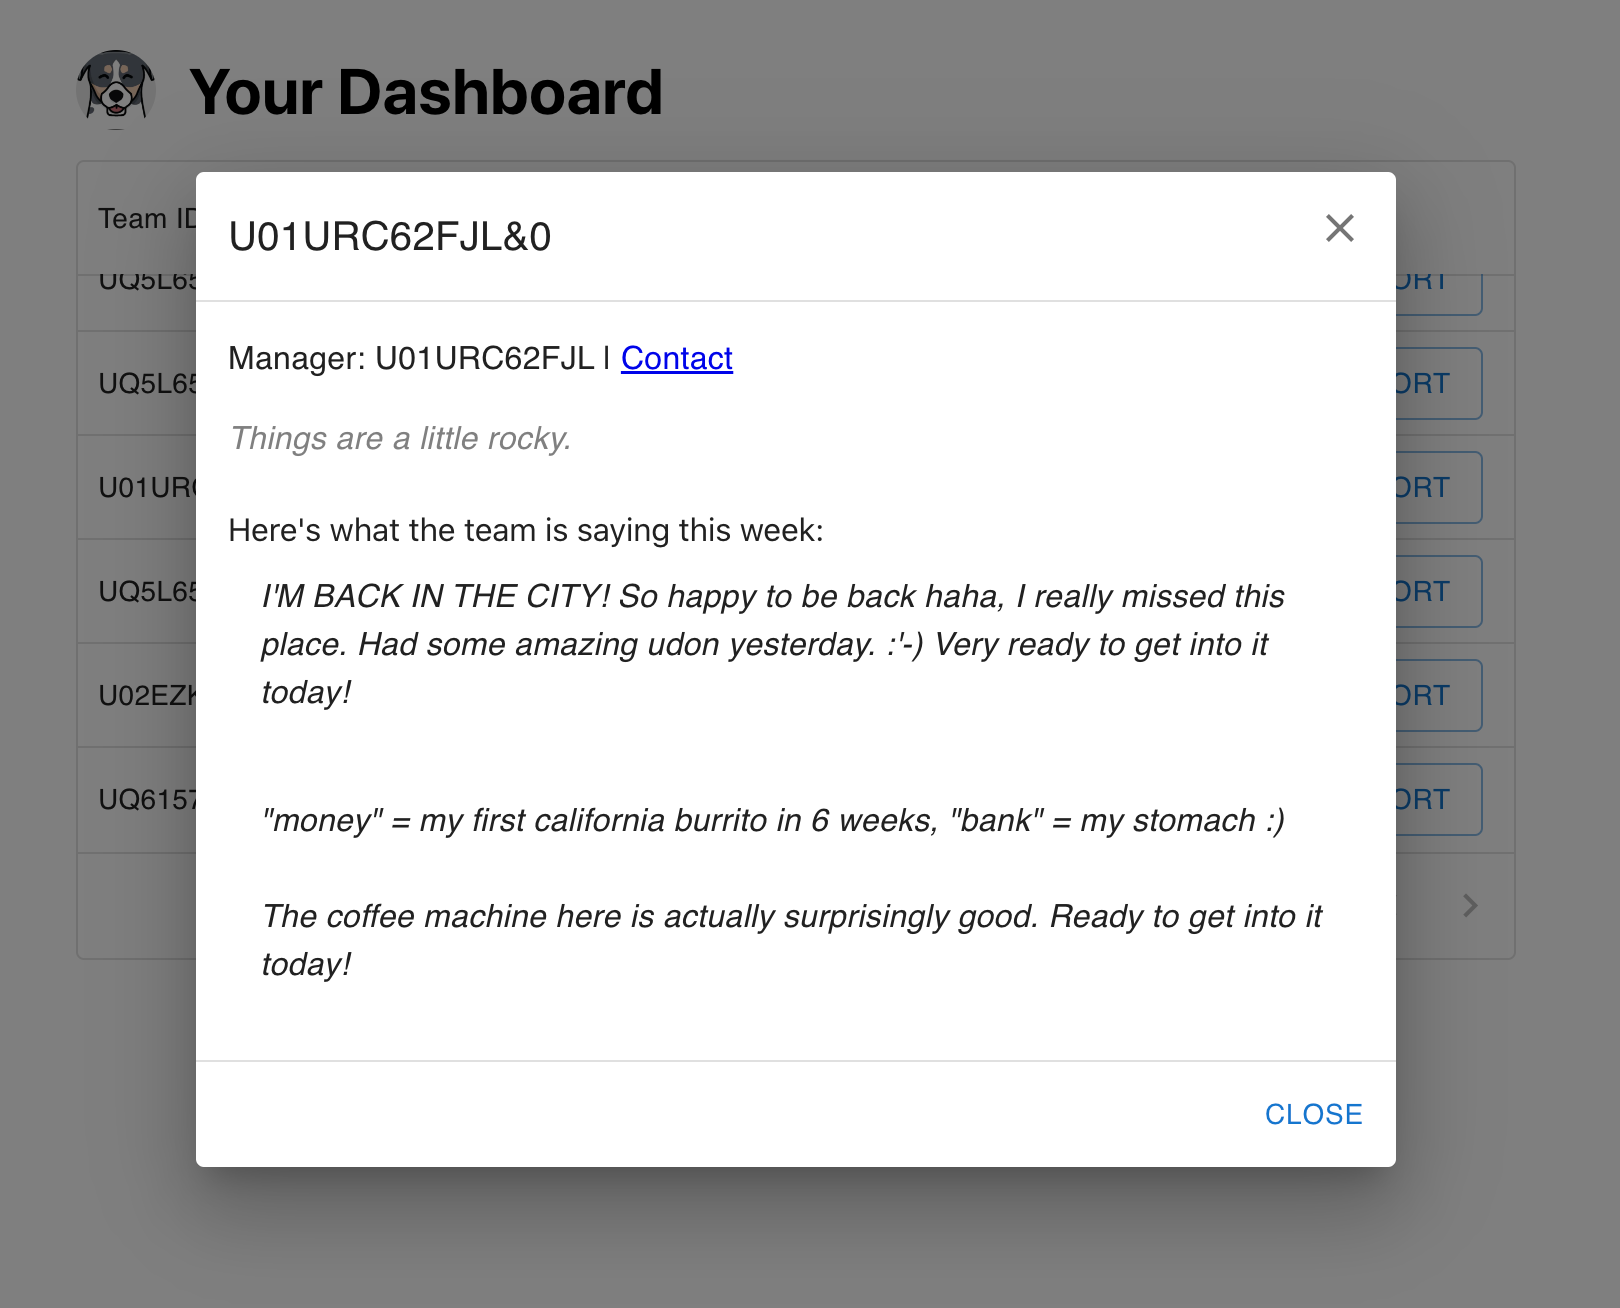 Your Dashboard
Team ID
U01URC62FJL&0
Manager: U01URC62FJL | Contact
Things are a little rocky.
Here's what the team is saying this week:
I'M BACK IN THE CITY! So happy to be back haha, I really missed this
place. Had some amazing udon yesterday. :'-) Very ready to get into it
today!
"money" = my first california burrito in 6 weeks, "bank" = my stomach :)
The coffee machine here is actually surprisingly good. Ready to get into it
today!
CLOSE
UQ5L65
ORT
UQ5L65
ORT
U01UR
ORT
UQ5L65
ORT
U02EZK
ORT
UQ6157
ORT